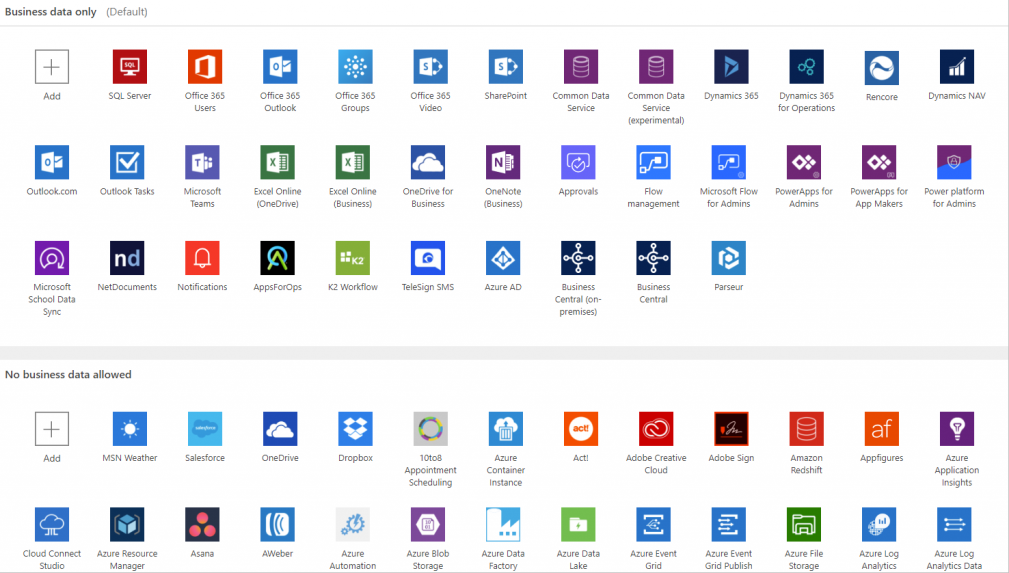 Business data only (Default)
Add
SQL Server
Office 365
Users
Office 365
Outlook
Office 365
Groups
Office 365
Video
SharePoint
Common Data
Service
Common Data
Service
(experimental)
Dynamics 365
Dynamics 365
for Operations
Rencore
Dynamics NAV
Outlook.com
Outlook Tasks
Microsoft
Teams
Excel Online
(OneDrive)
Excel Online
(Business)
OneDrive for
Business
OneNote
(Business)
Approvals
Flow
management
Microsoft Flow
for Admins
PowerApps for
Admins
PowerApps for
App Makers
Power platform
for Admins
nd
K2
Microsoft
School Data
Sync
NetDocuments
Notifications
AppsForOps
K2 Workflow
TeleSign SMS
Azure AD
Business
Central (on-
premises)
Business
Central
Parseur
No business data allowed
salesforce
act!
af
Add
MSN Weather
Salesforce
OneDrive
Dropbox
10to8
Appointment
Scheduling
Azure
Container
Instance
Act!
Adobe Creative
Cloud
Adobe Sign
Amazon
Redshift
Appfigures
Azure
Application
Insights
Cloud Connect
Studio
Azure Resource
Manager
Asana
AWeber
Azure
Automation
Azure Blob
Storage
Azure Data
Factory
Azure Data
Lake
Azure Event
Grid
Azure Event
Grid Publish
Azure File
Storage
Azure Log
Analytics
Azure Log
Analytics Data